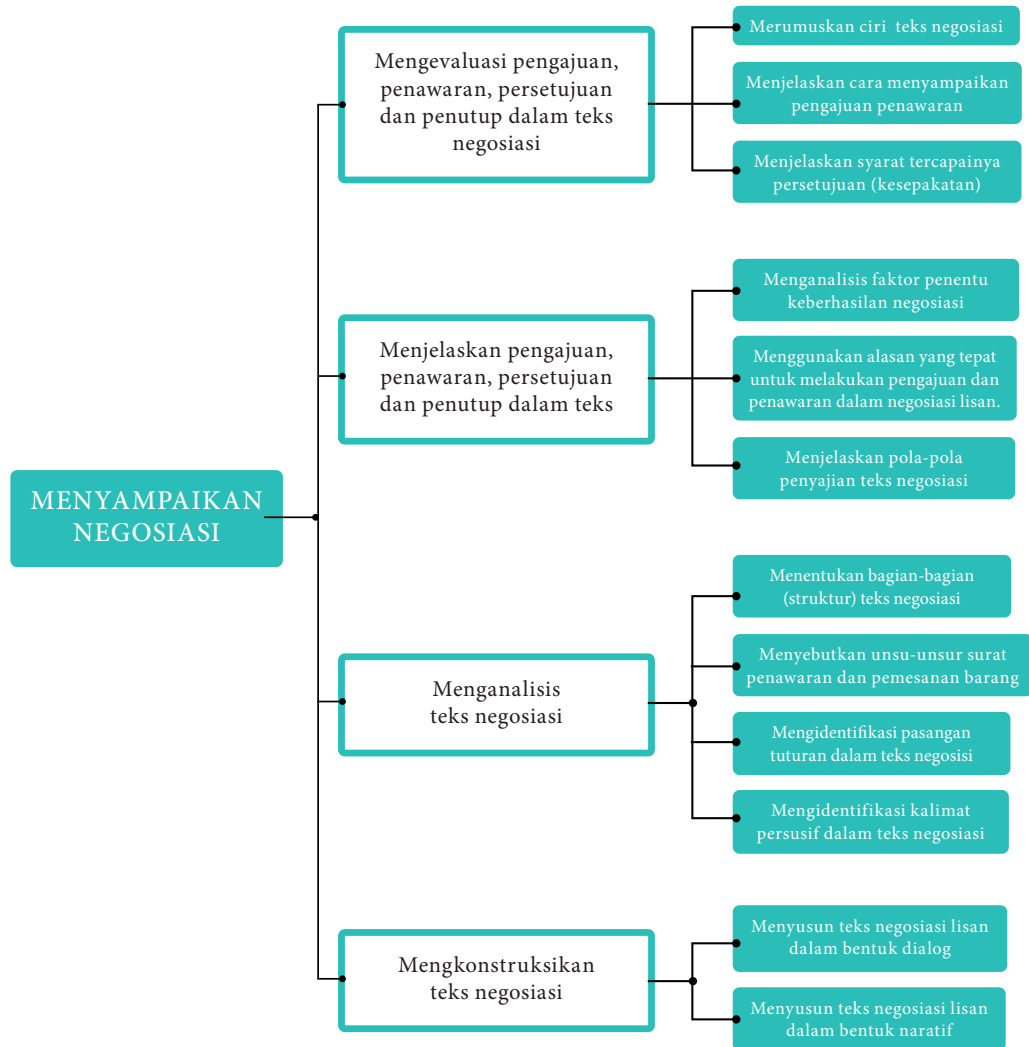 MENYAMPAIKAN
NEGOSIASI
Mengevaluasi pengajuan,
penawaran, persetujuan
dan penutup dalam teks
negosiasi
Merumuskan ciri teks negosiasi
Menjelaskan cara menyampaikan
pengajuan penawaran
Menjelaskan syarat tercapainya
persetujuan (kesepakatan)
Menjelaskan pengajuan,
penawaran, persetujuan
dan penutup dalam teks
Menganalisis faktor penentu
keberhasilan negosiasi
Menggunakan alasan yang tepat
untuk melakukan pengajuan dan
penawaran dalam negosiasi lisan.
Menjelaskan pola-pola
penyajian teks negosiasi
Menganalisis
teks negosiasi
Menentukan bagian-bagian
(struktur) teks negosiasi
Menyebutkan unsu-unsur surat
penawaran dan pemesanan barang
Mengidentifikasi pasangan
tuturan dalam teks negosisi
Mengidentifikasi kalimat
persusif dalam teks negosiasi
Mengkonstruksikan
teks negosiasi
Menyusun teks negosiasi lisan
dalam bentuk dialog
Menyusun teks negosiasi lisan
dalam bentuk naratif